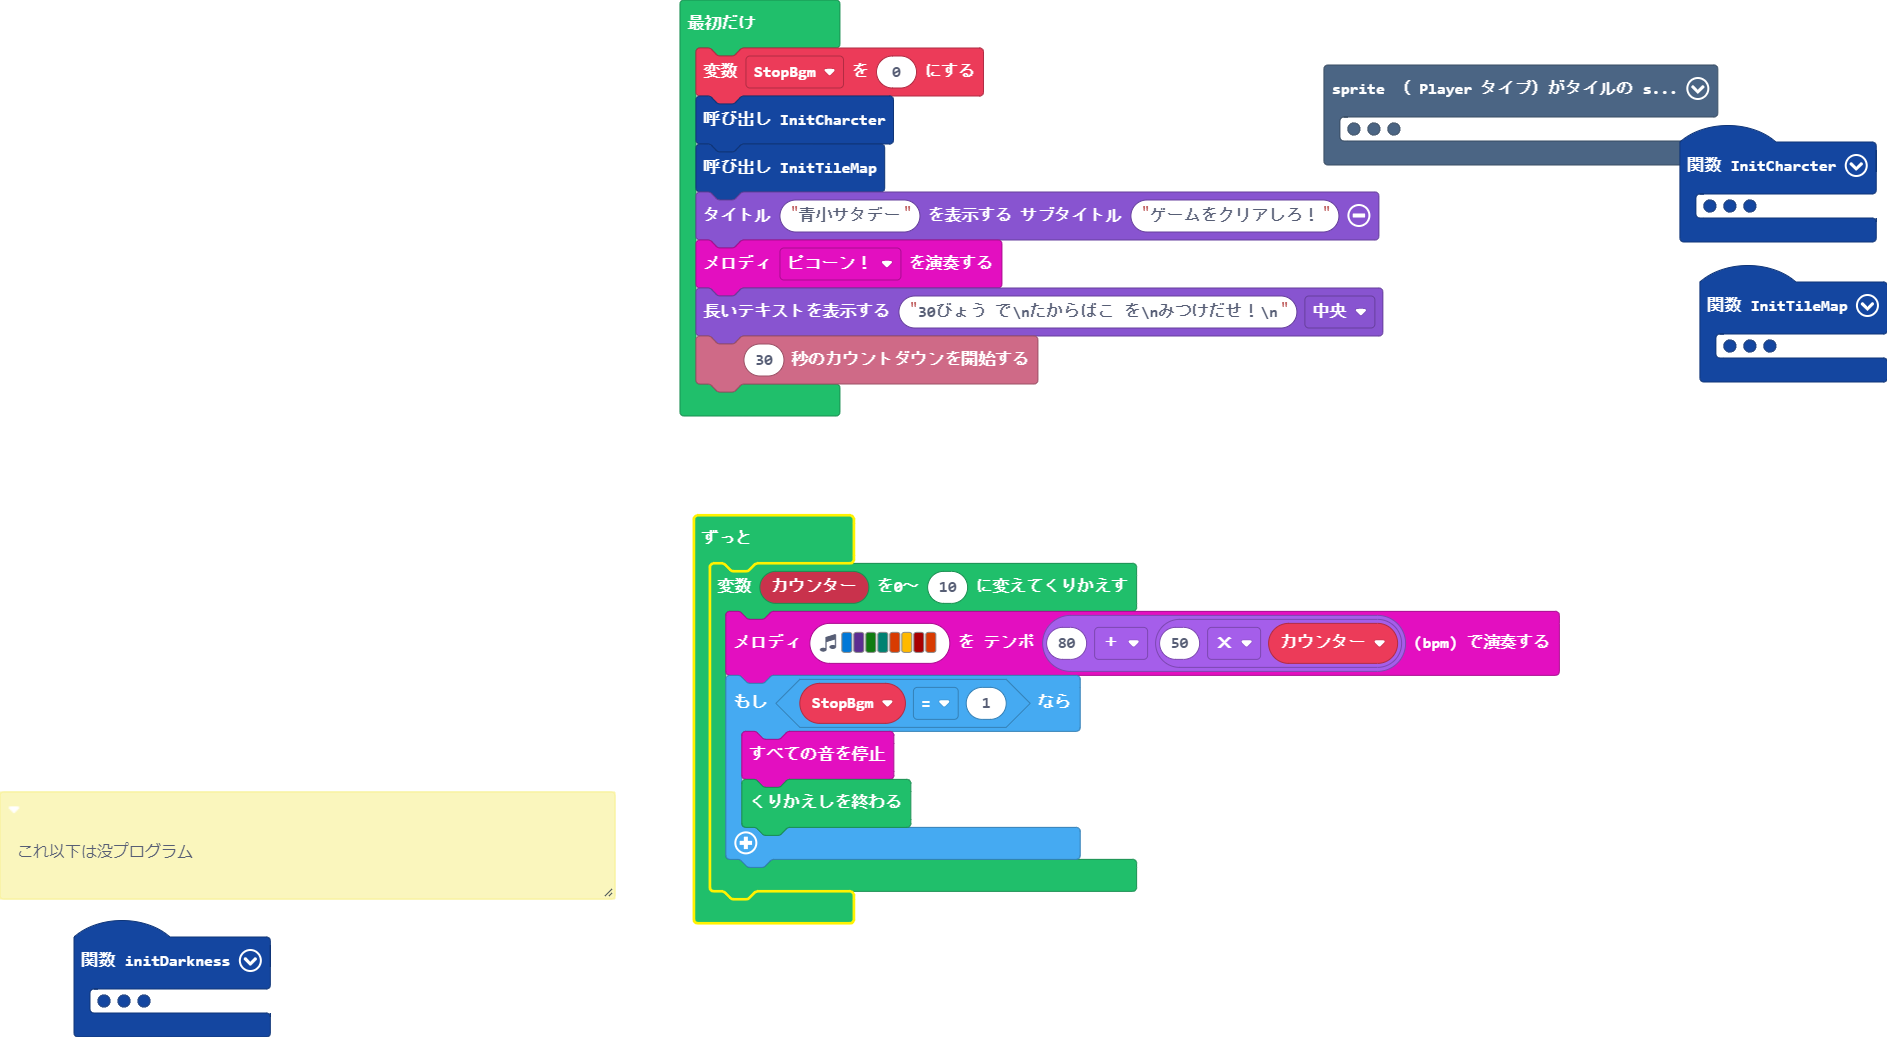 最初だけ
変数 StopBgm を 0 にする
呼び出し InitCharcter
呼び出し InitTileMap
タイトル "青小サタデー" を表示する サブタイトル "ゲームをクリアしろ！"
メロディ ピコーン！ を演奏する
長いテキストを表示する "30びょう で\nたからばこ を\nみつけだせ！\n" 中央
30 秒のカウントダウンを開始する
sprite （ Player タイプ）がタイルの s...
関数 InitCharcter
関数 InitTileMap
ずっと
変数 カウンター を0～ 10 に変えてくりかえす
メロディ を テンポ 80 + 50 x カウンター (bpm) で演奏する
もし StopBgm = 1 なら
すべての音を停止
くりかえしを終わる
これ以下は没プログラム
関数 initDarkness